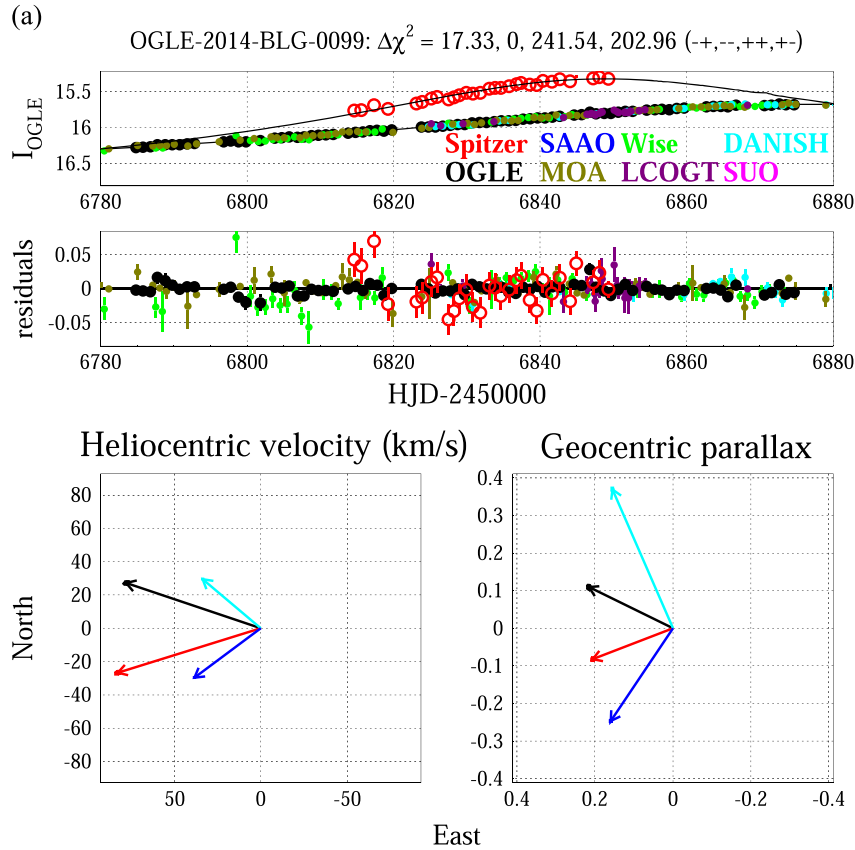 (a)
OGLE-2014-BLG-0099: Δχ² = 17.33, 0, 241.54, 202.96 (-+,--,++,+-)
I_OGLE
15.5
16
16.5
Spitzer SAAO Wise DANISH
OGLE MOA LCOGT SUO
6780 6800 6820 6840 6860 6880
residuals
0.05
0
-0.05
6780 6800 6820 6840 6860 6880
HJD-2450000
Heliocentric velocity (km/s) Geocentric parallax
North
80
60
40
20
0
-20
-40
-60
-80
50 0 -50
0.4
0.3
0.2
0.1
0
-0.1
-0.2
-0.3
-0.4
0.4 0.2 0 -0.2 -0.4
East